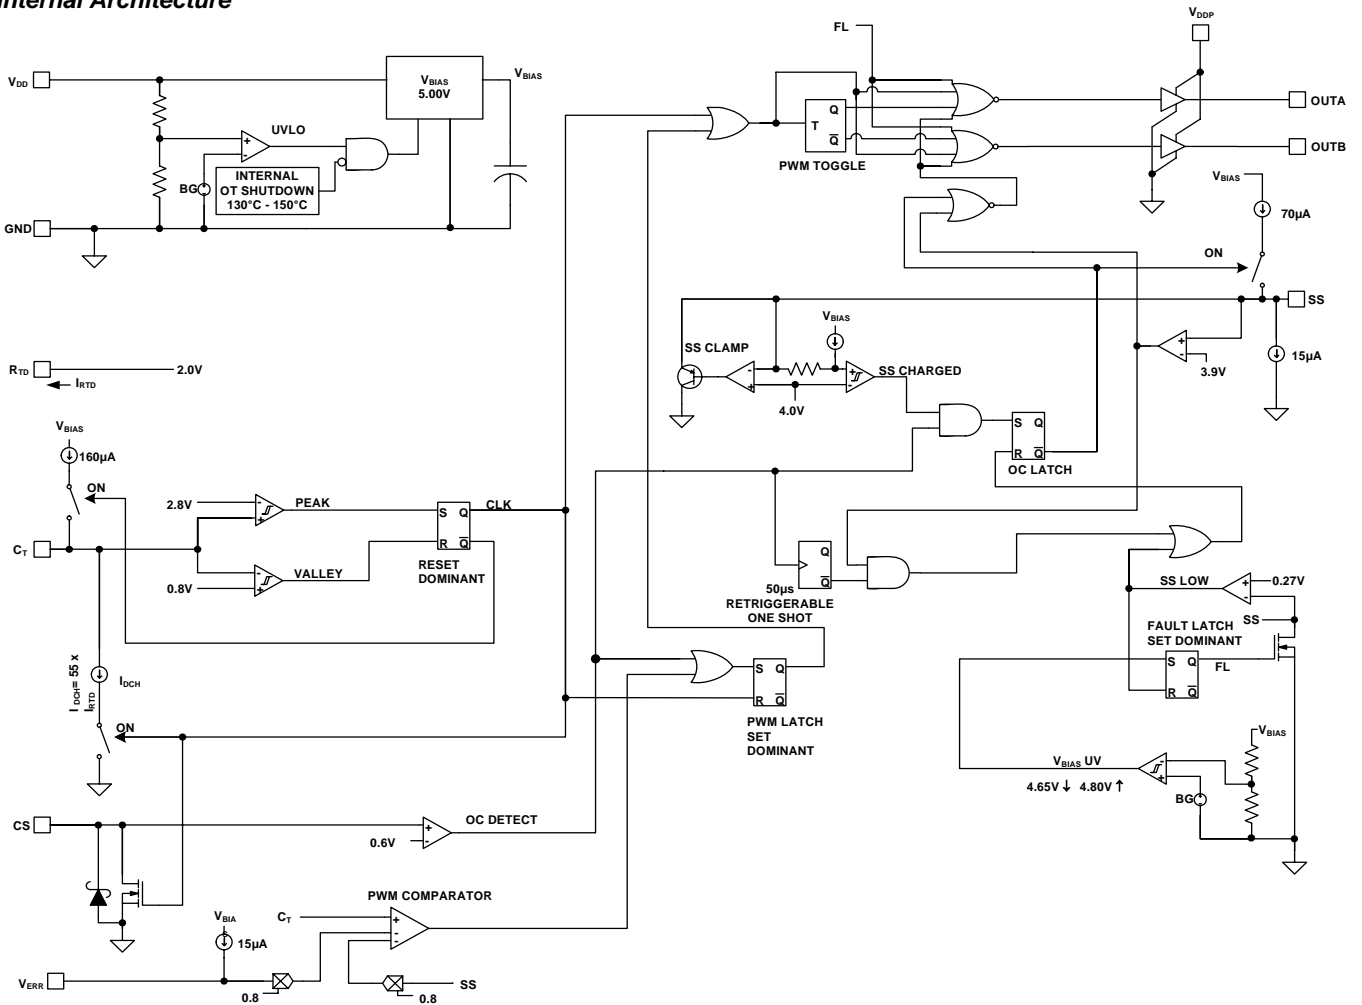 Internal Architecture
FL
VDDP
VDD
VBIAS
5.00V
VBIAS
UVLO
+
-
BG
INTERNAL
OT SHUTDOWN
130°C - 150°C
GND
Q
T
Q
PWM TOGGLE
OUTA
OUTB
VBIAS
70µA
ON
SS
15µA
+
-
3.9V
RTD
IRTD
2.0V
VBIAS
SS CLAMP
-
+
+
-
SS CHARGED
4.0V
S Q
R Q
OC LATCH
VBIAS
160µA
ON
2.8V
-
+
PEAK
CT
-
+
VALLEY
0.8V
S Q
R Q
CLK
RESET
DOMINANT
Q
Q
50µs
RETRIGGERABLE
ONE SHOT
SS LOW
+
-
0.27V
SS
FAULT LATCH
SET DOMINANT
S Q
R Q
FL
IDCH= 55 x
IRTD
IDCH
ON
S Q
R Q
PWM LATCH
SET
DOMINANT
VBIAS
VBIAS UV
4.65V ↓ 4.80V ↑
-
+
BG
CS
+
-
0.6V
OC DETECT
PWM COMPARATOR
CT
+
-
-
VBIAS
15µA
VERR
0.8
0.8
SS